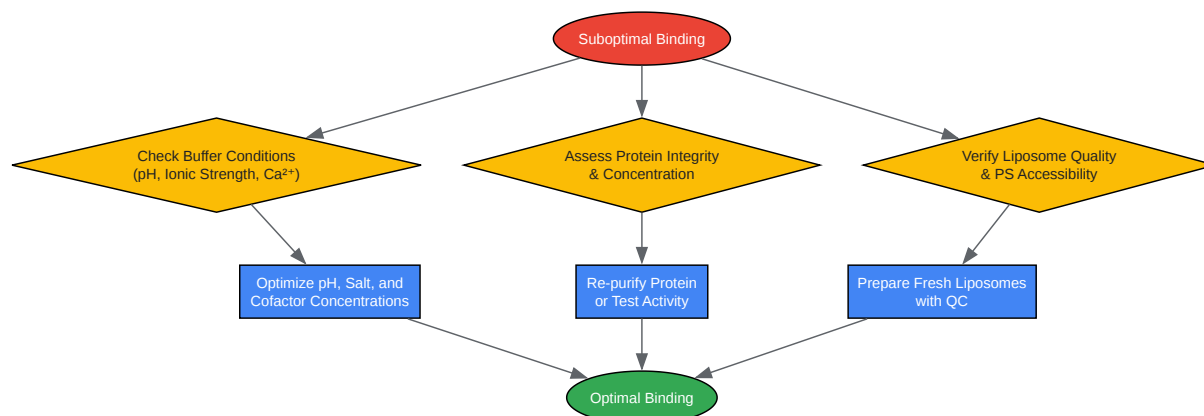 Suboptimal Binding
Check Buffer Conditions
(pH, Ionic Strength, Ca²⁺)
Assess Protein Integrity
& Concentration
Verify Liposome Quality
& PS Accessibility
Optimize pH, Salt, and
Cofactor Concentrations
Re-purify Protein
or Test Activity
Prepare Fresh Liposomes
with QC
Optimal Binding